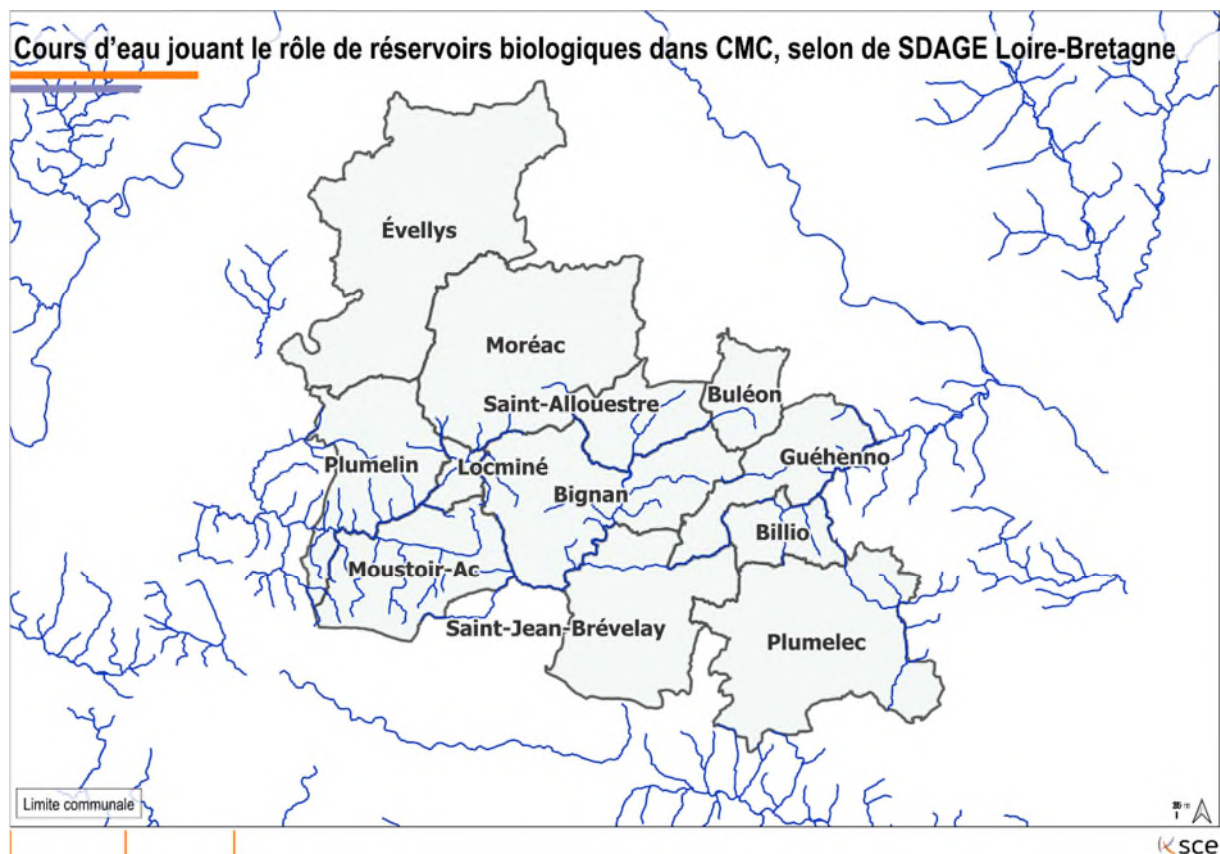 Cours d'eau jouant le rôle de réservoirs biologiques dans CMC, selon de SDAGE Loire-Bretagne
Évellys
Moréac
Saint-Allouestre
Buléon
Plumelin
Locminé
Guéhenno
Bignan
Billio
Moustoir-Ac
Saint-Jean-Brévelay
Plumelec
Limite communale
sce